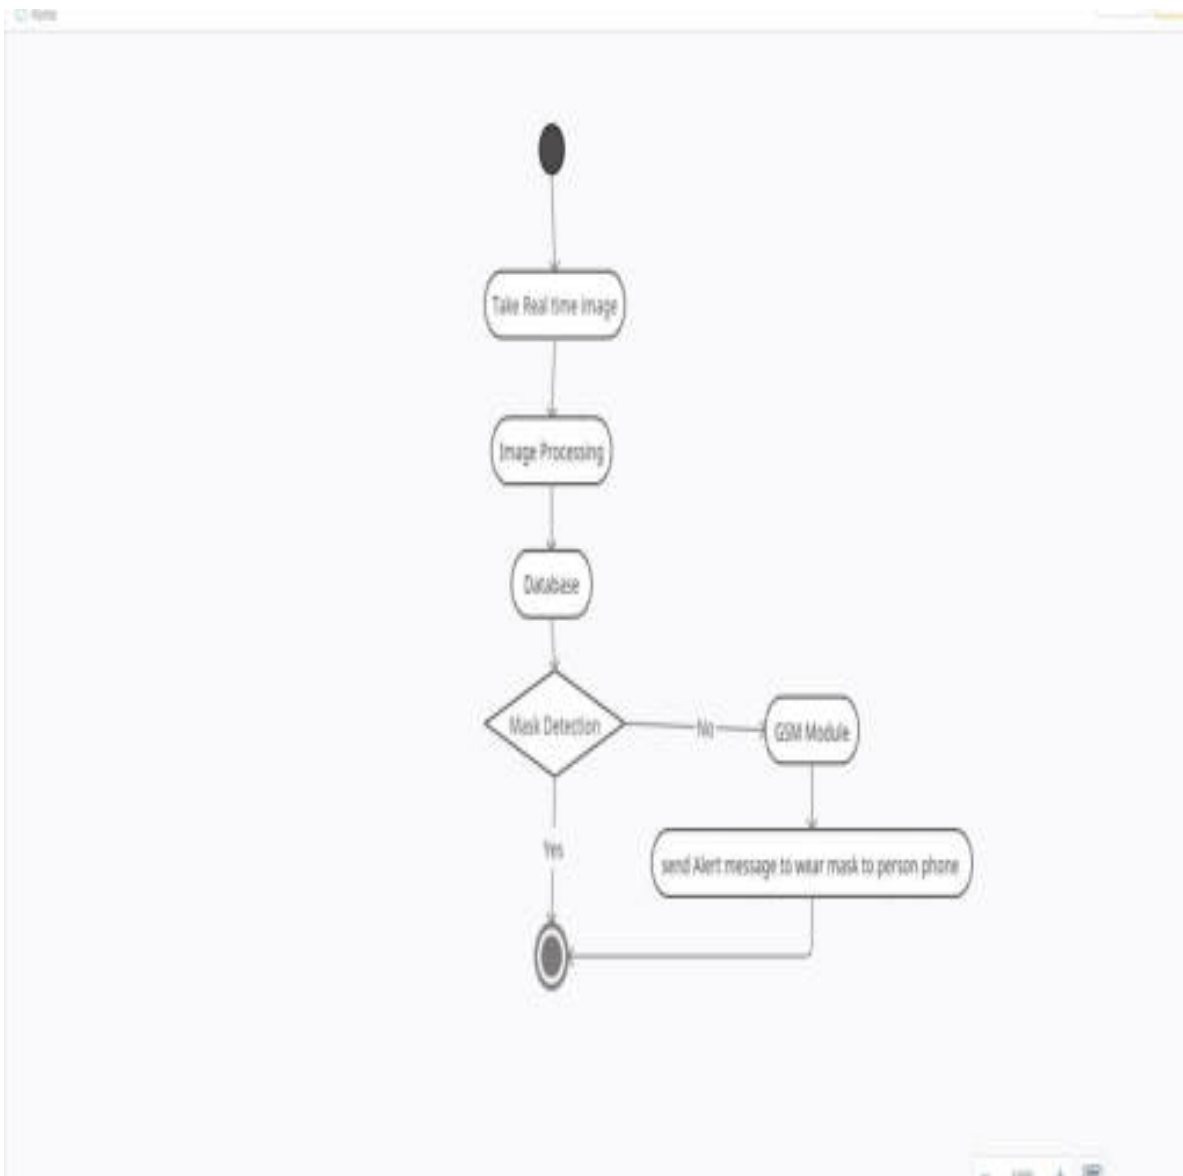 Home
Take Real time image
Image Processing
Database
Mask Detection
No
GSM Module
Yes
send Alert message to wear mask to person phone